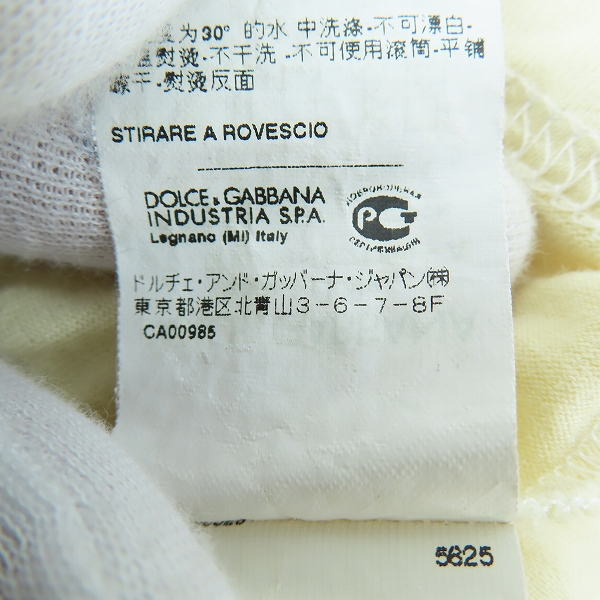 为30° 的水 中洗涤-不可漂白-
熨烫-不干洗-不可使用滚筒-平铺
干-熨烫反面
STIRARE A ROVESCIO
DOLCE & GABBANA
INDUSTRIA S.P.A.
Legnano (MI) Italy
PG
ドルチェ・アンド・ガッバーナ・ジャパン㈱
東京都港区北青山3-6-7-8F
CA00985
5825